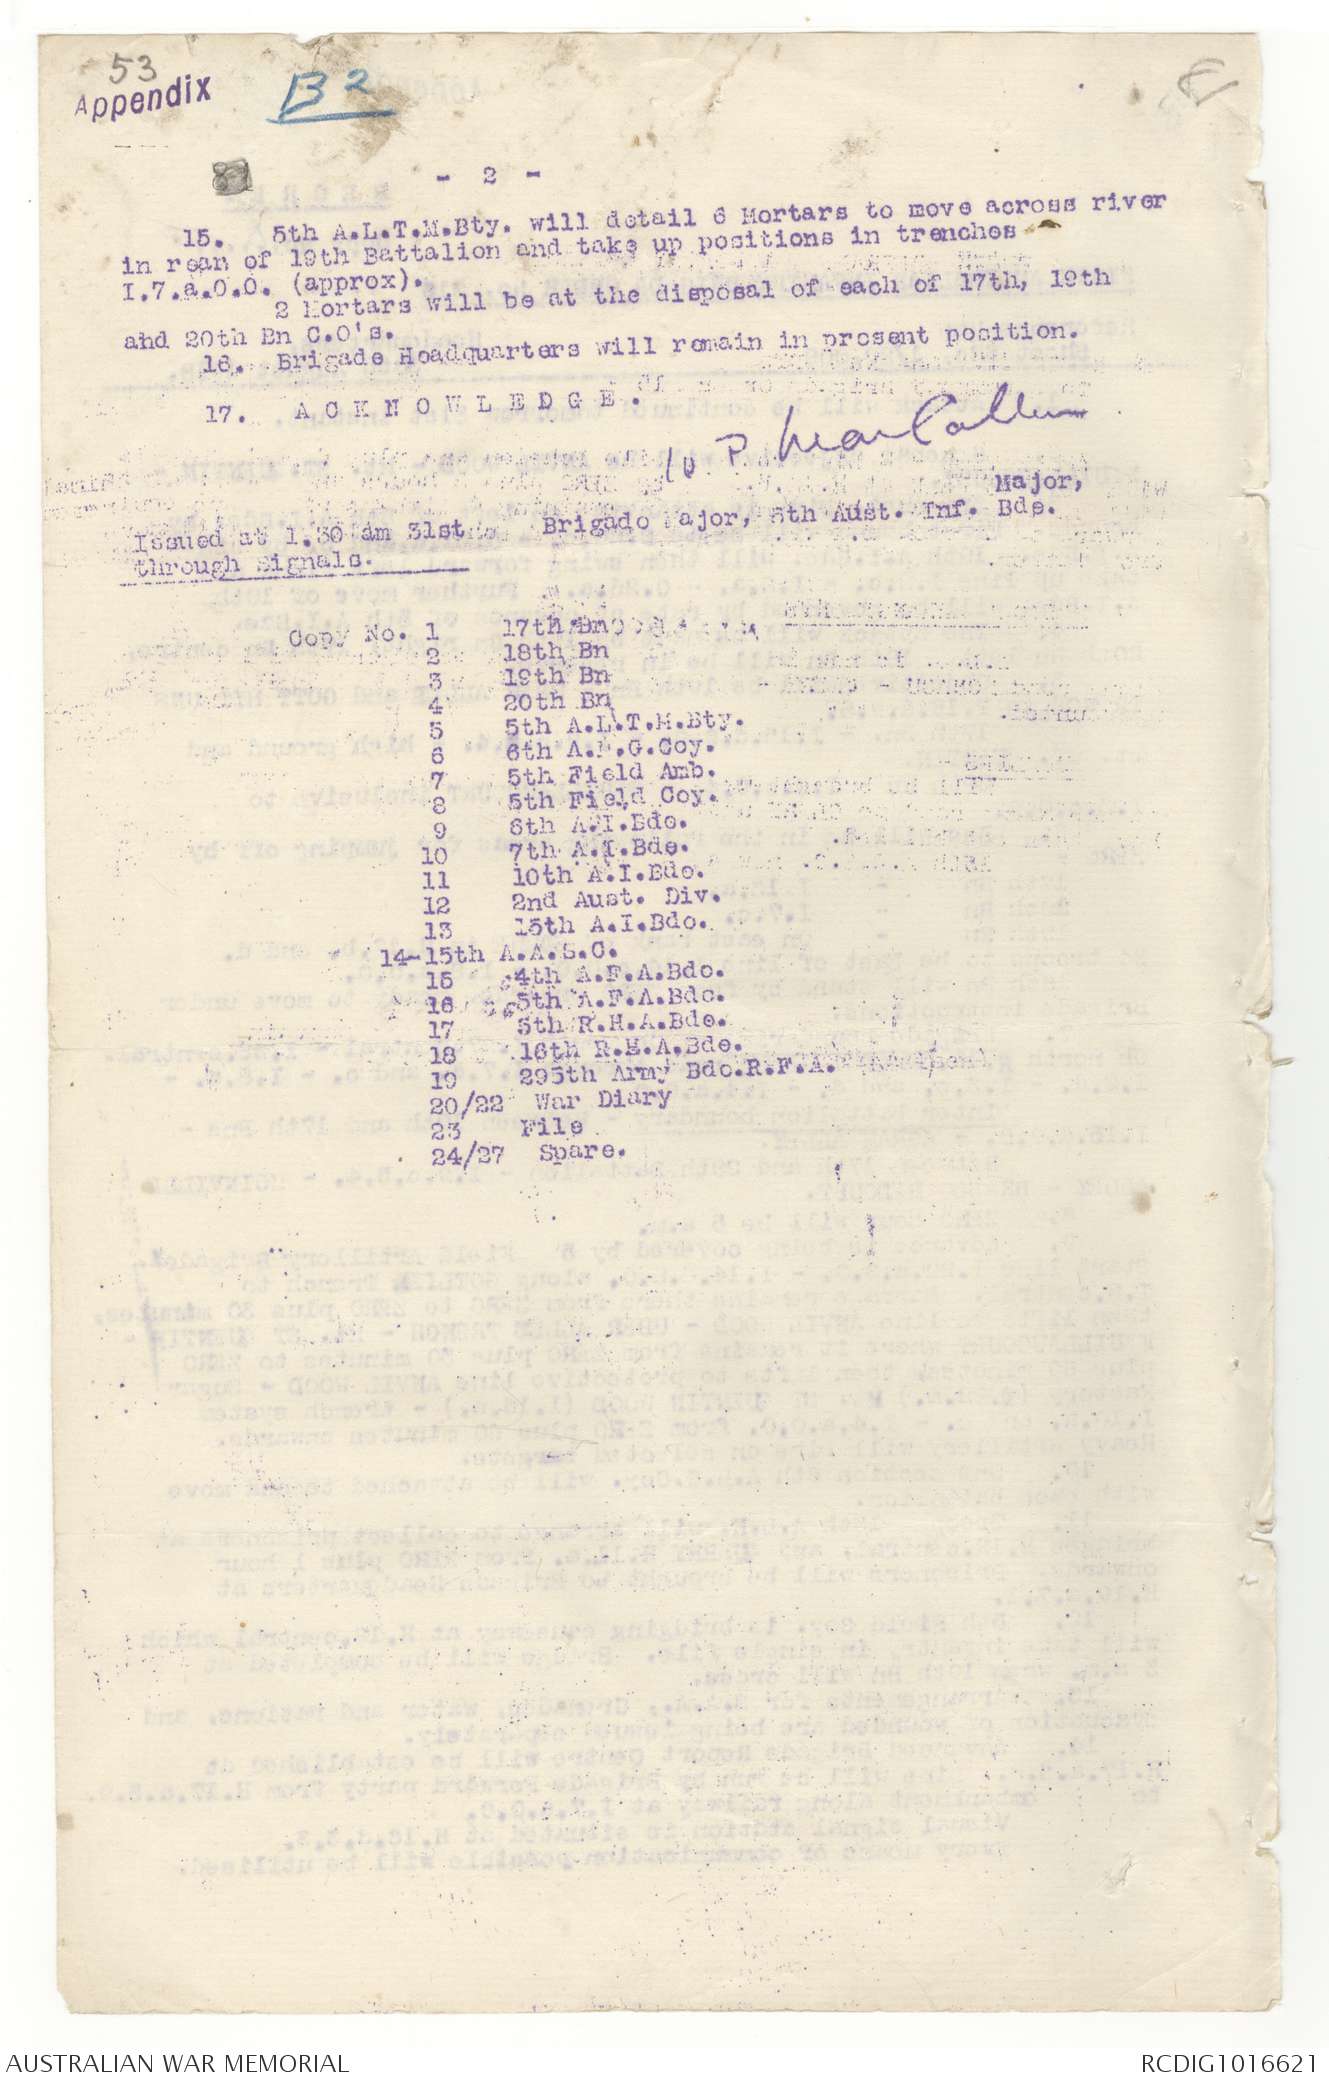 53
Appendix B2
- 2 -
15. 5th A.L.T.M.Bty. will detail 6 Mortars to move across river
in rear of 19th Battalion and take up positions in trenches
I.7.a.0.0. (approx).
2 Mortars will be at the disposal of each of 17th, 19th
and 20th Bn C.O's.
16. Brigade Headquarters will remain in present position.
17. A C K N O W L E D G E .
Major,
Brigade Major, 5th Aust. Inf. Bde.
Issued at 1.30 am 31st
through Signals.
Copy No. 1 17th Bn
2 18th Bn
3 19th Bn
4 20th Bn
5 5th A.L.T.M.Bty.
6 6th A.M.G.Coy.
7 5th Field Amb.
8 5th Field Coy.
9 6th A.I.Bde.
10 7th A.I.Bde.
11 10th A.I.Bde.
12 2nd Aust. Div.
13 15th A.I.Bde.
14-15th A.A.S.C.
15 4th A.F.A.Bde.
16 5th A.F.A.Bde.
17 5th R.H.A.Bde.
18 16th R.H.A.Bde.
19 295th Army Bde.R.F.A.
20/22 War Diary
23 File
24/27 Spare.
AUSTRALIAN WAR MEMORIAL
RCDIG1016621